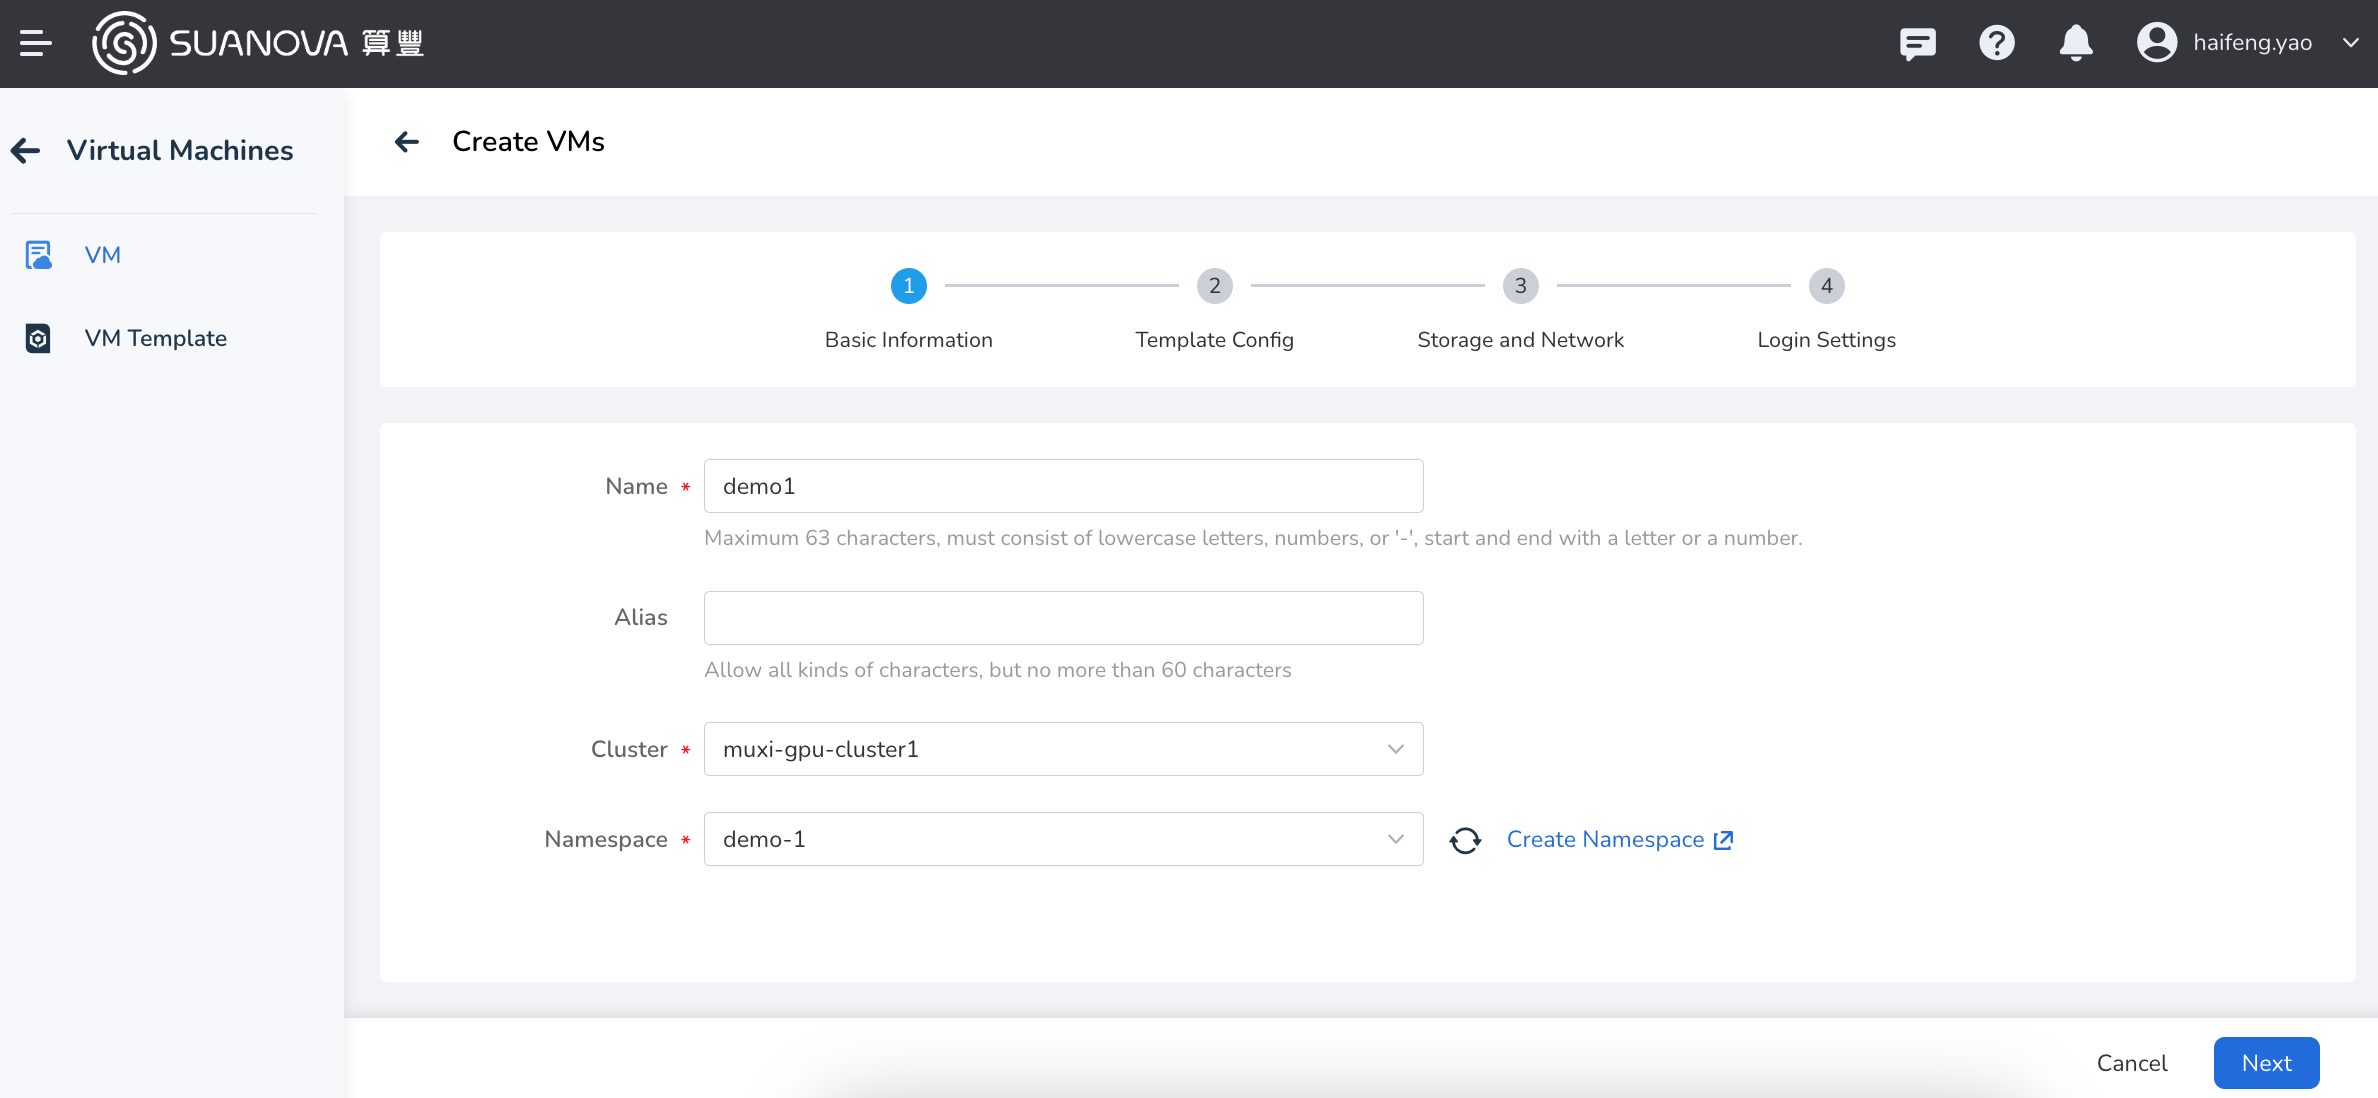 SUANOVA 算豐
haifeng.yao
Virtual Machines
VM
VM Template
Create VMs
1
2
3
4
Basic Information
Template Config
Storage and Network
Login Settings
Name *
demo1
Maximum 63 characters, must consist of lowercase letters, numbers, or '-', start and end with a letter or a number.
Alias
Allow all kinds of characters, but no more than 60 characters
Cluster *
muxi-gpu-cluster1
Namespace *
demo-1
Create Namespace
Cancel
Next